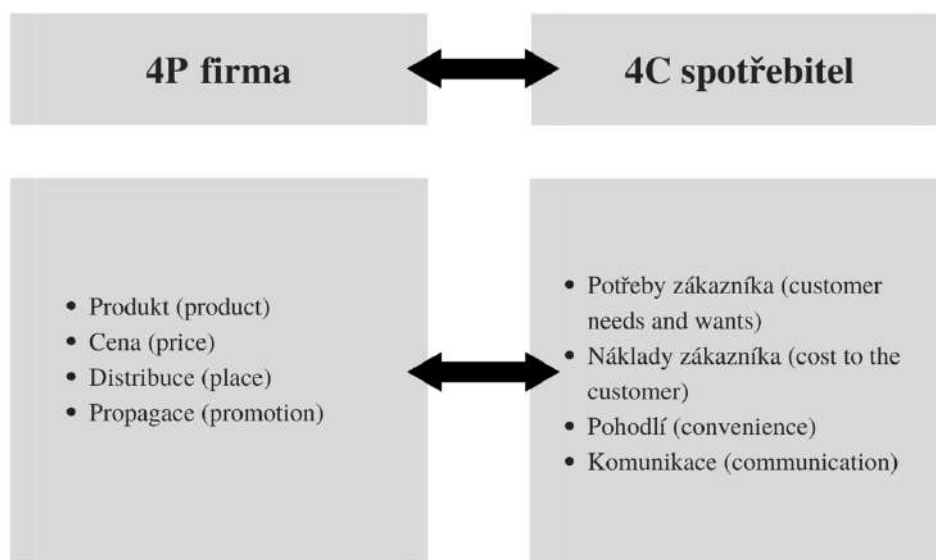 4P firma
4C spotřebitel
• Produkt (product)
• Cena (price)
• Distribuce (place)
• Propagace (promotion)
• Potřeby zákazníka (customer
needs and wants)
• Náklady zákazníka (cost to the
customer)
• Pohodlí (convenience)
• Komunikace (communication)